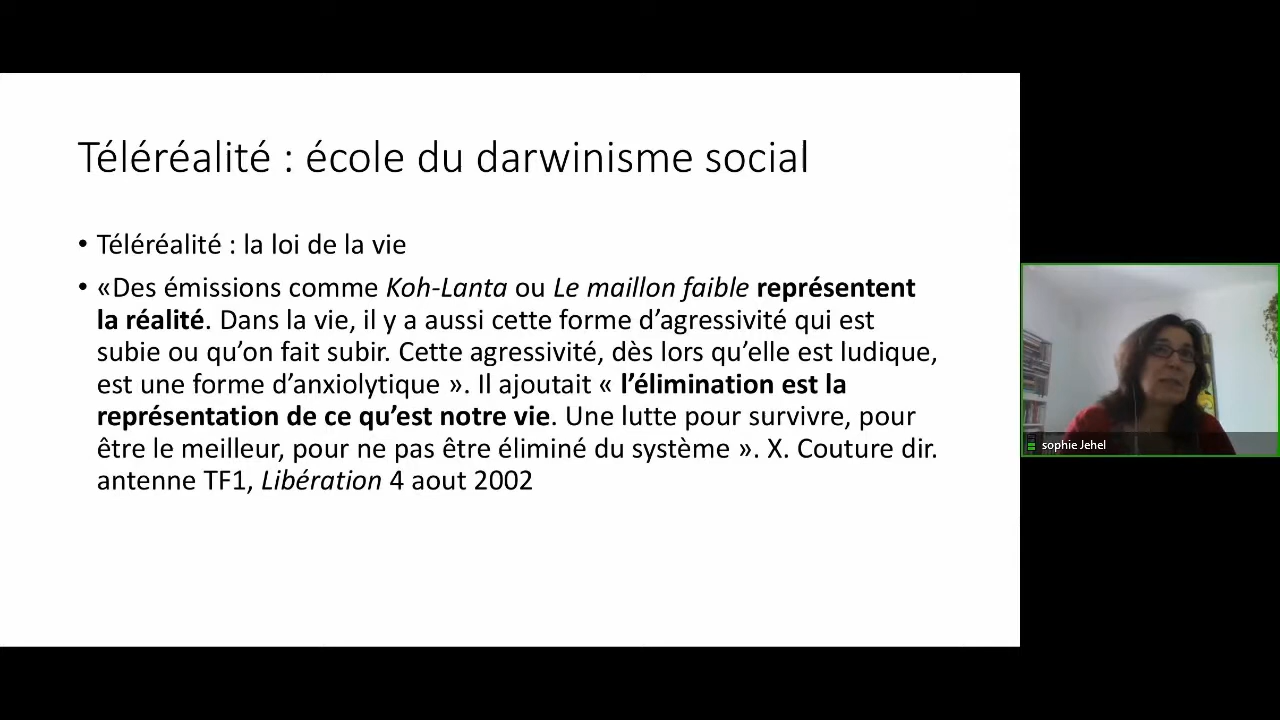 Téléréalité : école du darwinisme social
• Téléréalité : la loi de la vie
• «Des émissions comme Koh-Lanta ou Le maillon faible représentent
la réalité. Dans la vie, il y a aussi cette forme d’agressivité qui est
subie ou qu’on fait subir. Cette agressivité, dès lors qu’elle est ludique,
est une forme d’anxiolytique ». Il ajoutait « l’élimination est la
représentation de ce qu’est notre vie. Une lutte pour survivre, pour
être le meilleur, pour ne pas être éliminé du système ». X. Couture dir.
antenne TF1, Libération 4 aout 2002
sophie Jehel